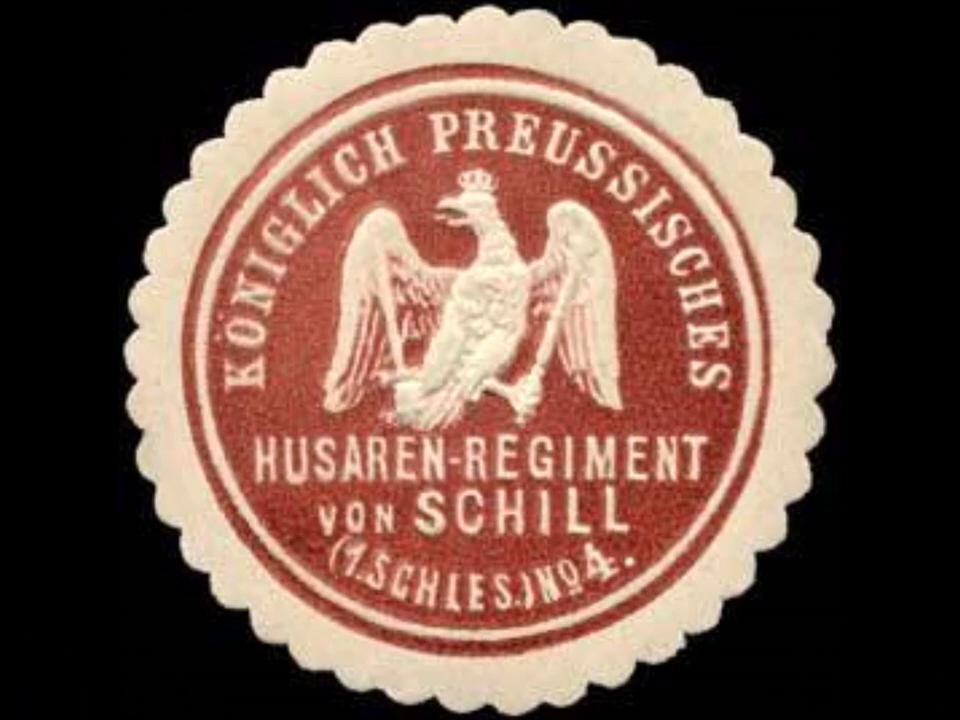 KÖNIGLICH PREUSSISCHES
HUSAREN-REGIMENT
VON SCHILL
(1.SCHLES.)NO 4.